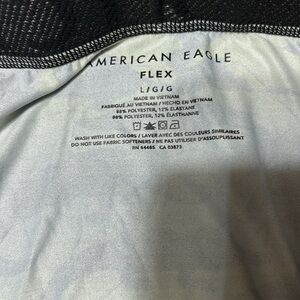 AMERICAN EAGLE
FLEX
L/G/G
MADE IN VIETNAM
FABRIQUÉ AU VIETNAM / HECHO EN VIETNAM
88% POLYESTER, 12% ELASTANE
88% POLYESTER, 12% ÉLASTHANNE
WASH WITH LIKE COLORS / LAVER AVEC DES COULEURS SIMILAIRES
DO NOT USE FABRIC SOFTENERS / NE PAS UTILISER D'ASSOUPLISSANT
RN 54485 CA 03873